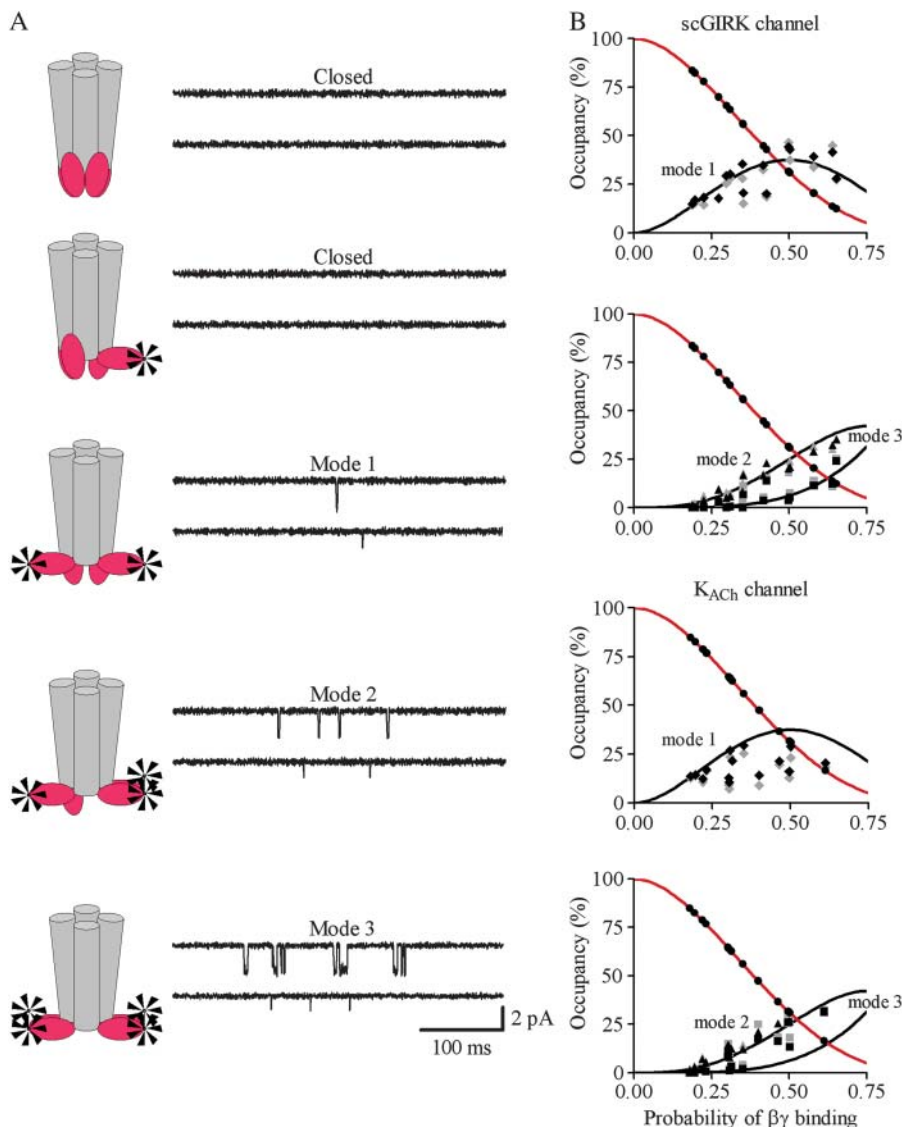 A
Closed
Closed
Mode 1
Mode 2
Mode 3
2 pA
100 ms
B
scGIRK channel
100
75
50
25
0
Occupancy (%)
mode 1
0.00 0.25 0.50 0.75
100
75
50
25
0
Occupancy (%)
mode 2
mode 3
0.00 0.25 0.50 0.75
KACh channel
100
75
50
25
0
Occupancy (%)
mode 1
0.00 0.25 0.50 0.75
100
75
50
25
0
Occupancy (%)
mode 2
mode 3
0.00 0.25 0.50 0.75
Probability of βγ binding